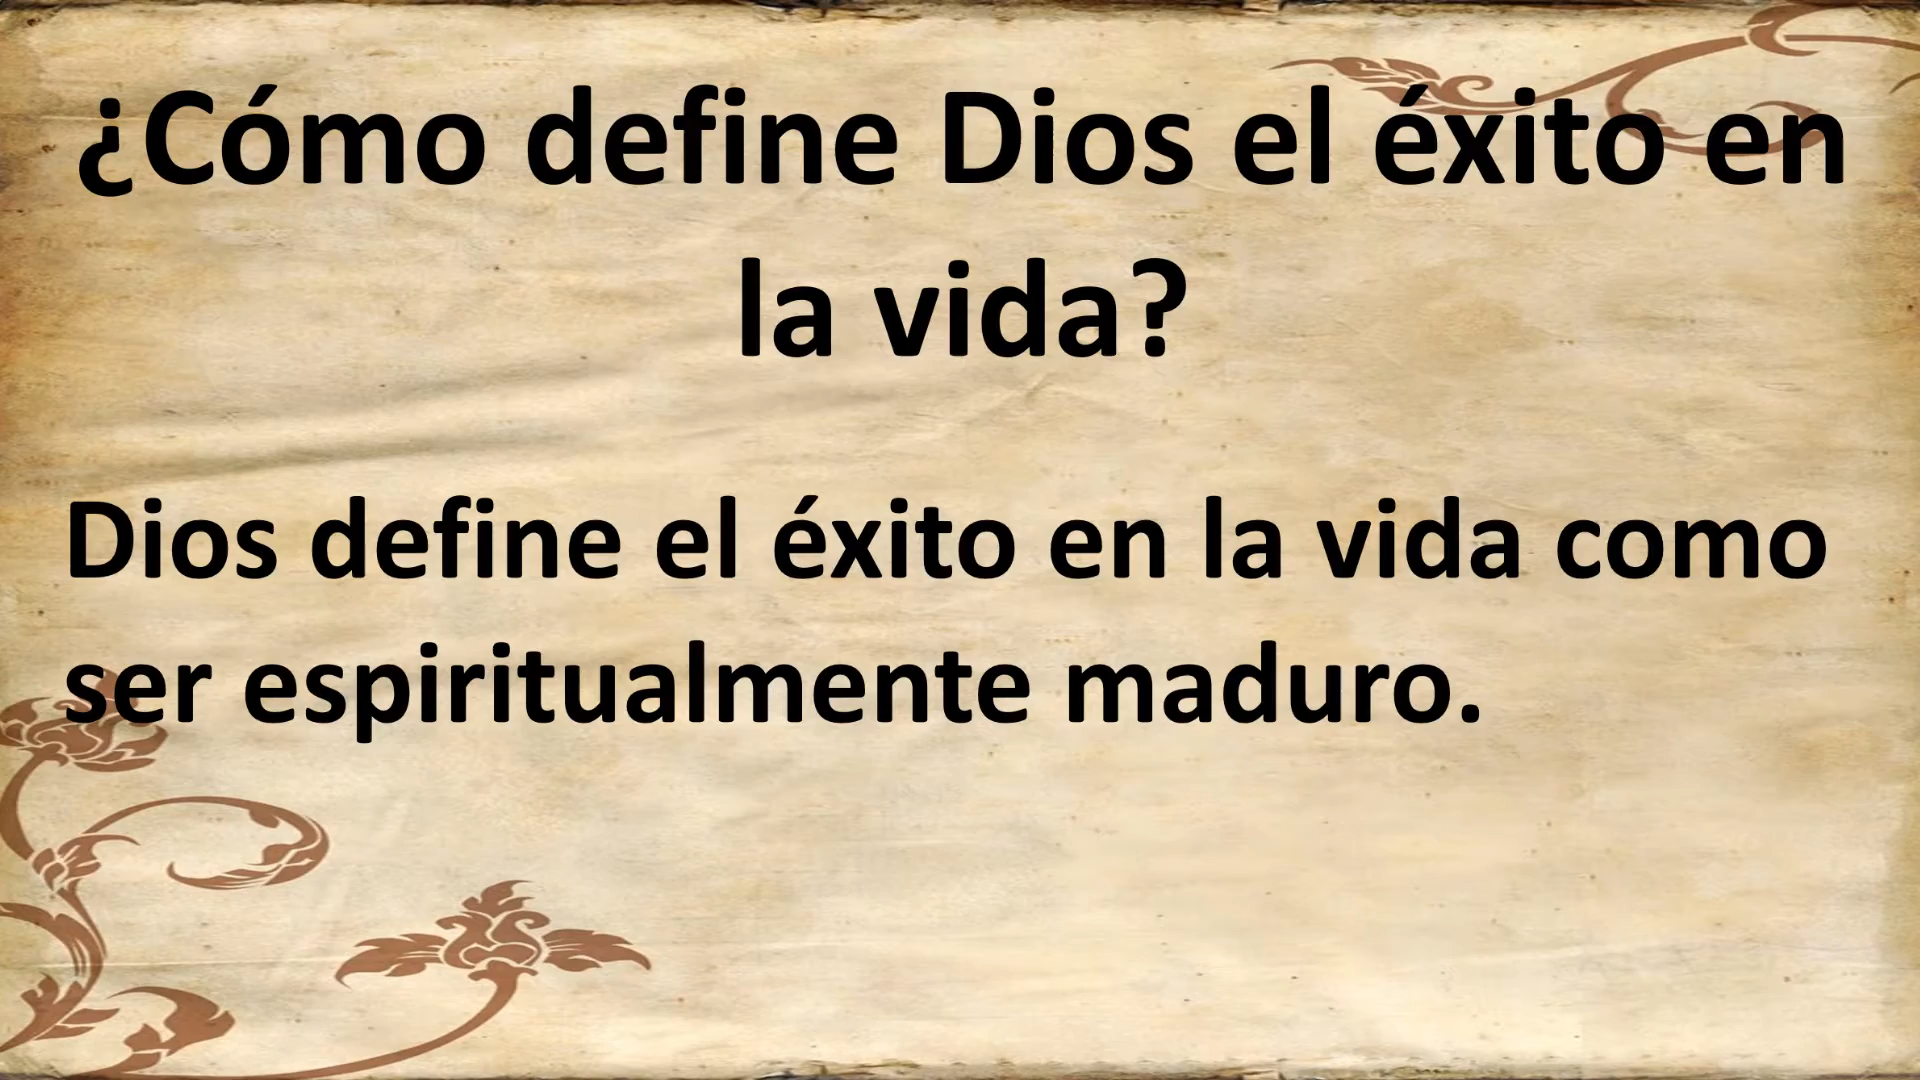 ¿Cómo define Dios el éxito en
la vida?
Dios define el éxito en la vida como
ser espiritualmente maduro.